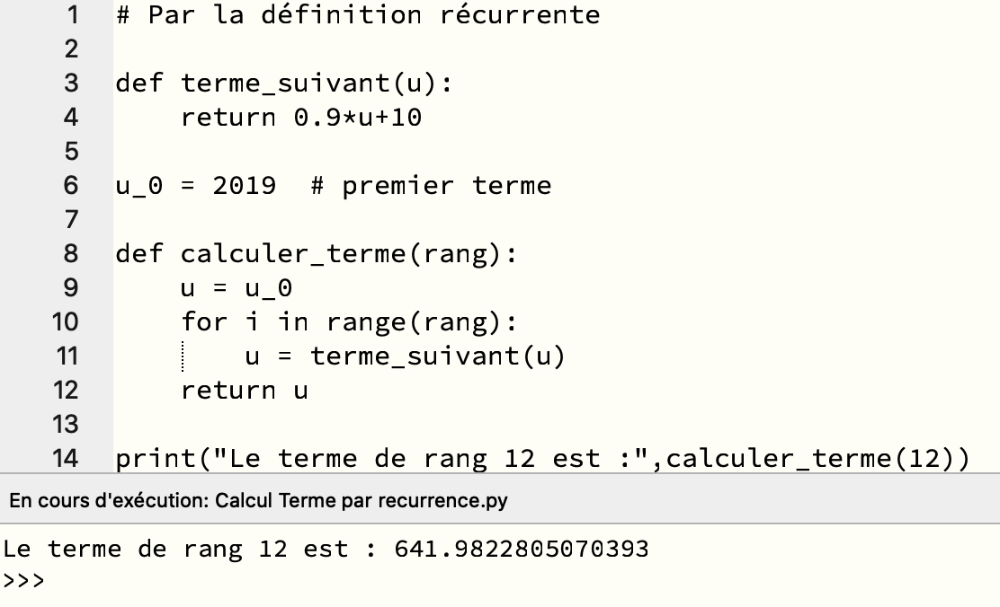 1 # Par la définition récurrente
2
3 def terme_suivant(u):
4     return 0.9*u+10
5
6 u_0 = 2019  # premier terme
7
8 def calculer_terme(rang):
9     u = u_0
10     for i in range(rang):
11         u = terme_suivant(u)
12     return u
13
14 print("Le terme de rang 12 est :",calculer_terme(12))
En cours d'exécution: Calcul Terme par recurrence.py
Le terme de rang 12 est : 641.9822805070393
>>>